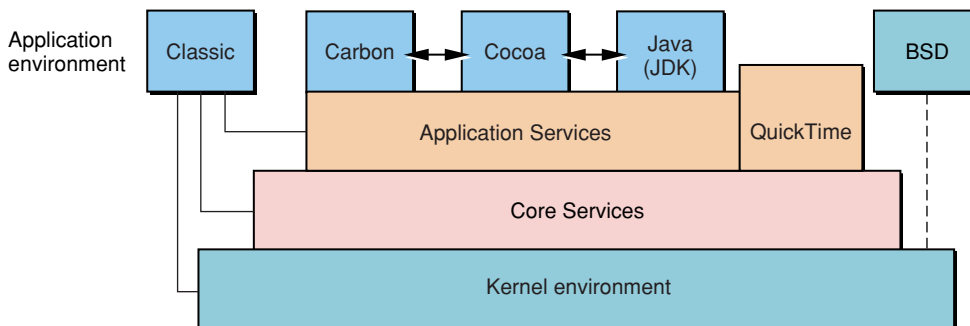 Application
environment
Classic
Carbon
Cocoa
Java
(JDK)
BSD
Application Services
QuickTime
Core Services
Kernel environment